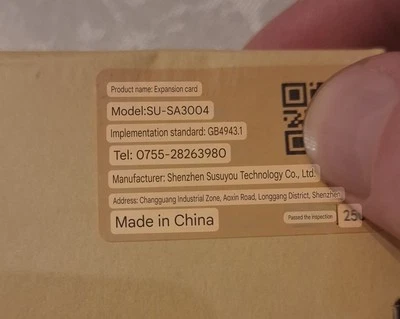 Product name: Expansion card
Model:SU-SA3004
Implementation standard: GB4943.1
Tel: 0755-28263980
Manufacturer: Shenzhen Susuyou Technology Co., Ltd.
Address: Changguang Industrial Zone, Aoxin Road, Longgang District, Shenzhen
Made in China
Passed the inspection